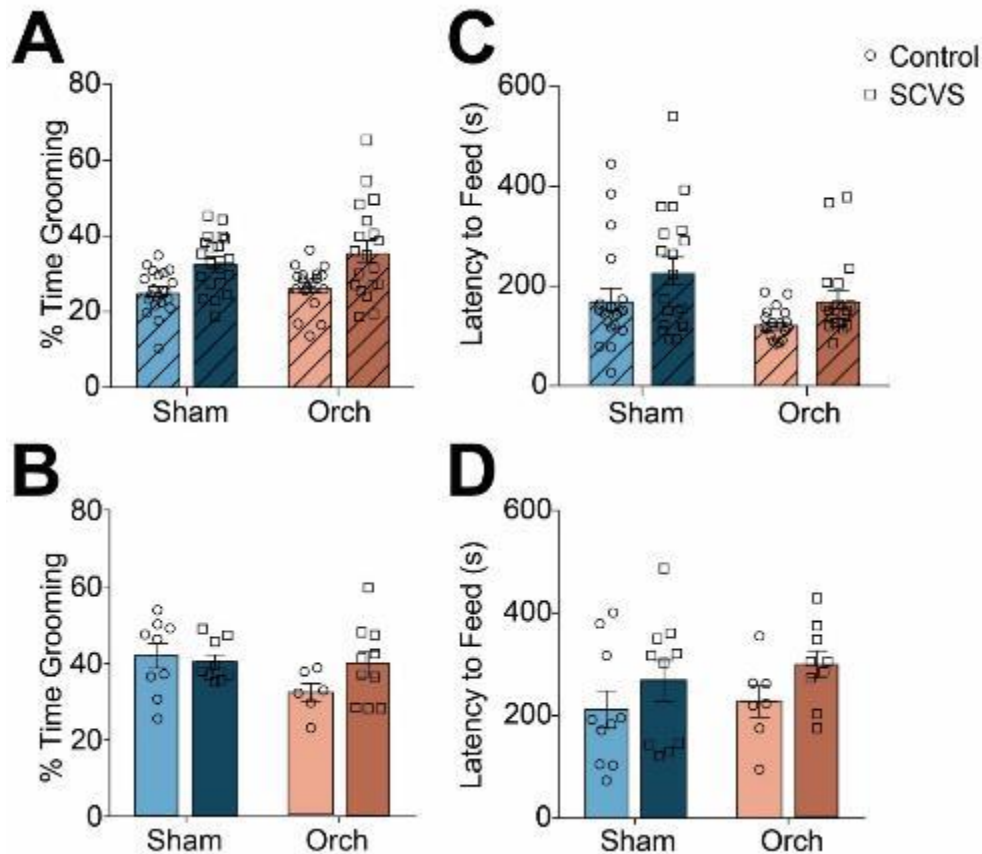 A
% Time Grooming
80
60
40
20
0
Sham Orch
C
Latency to Feed (s)
600
400
200
0
Sham Orch
Control
SCVS
B
% Time Grooming
80
60
40
20
0
Sham Orch
D
Latency to Feed (s)
600
400
200
0
Sham Orch